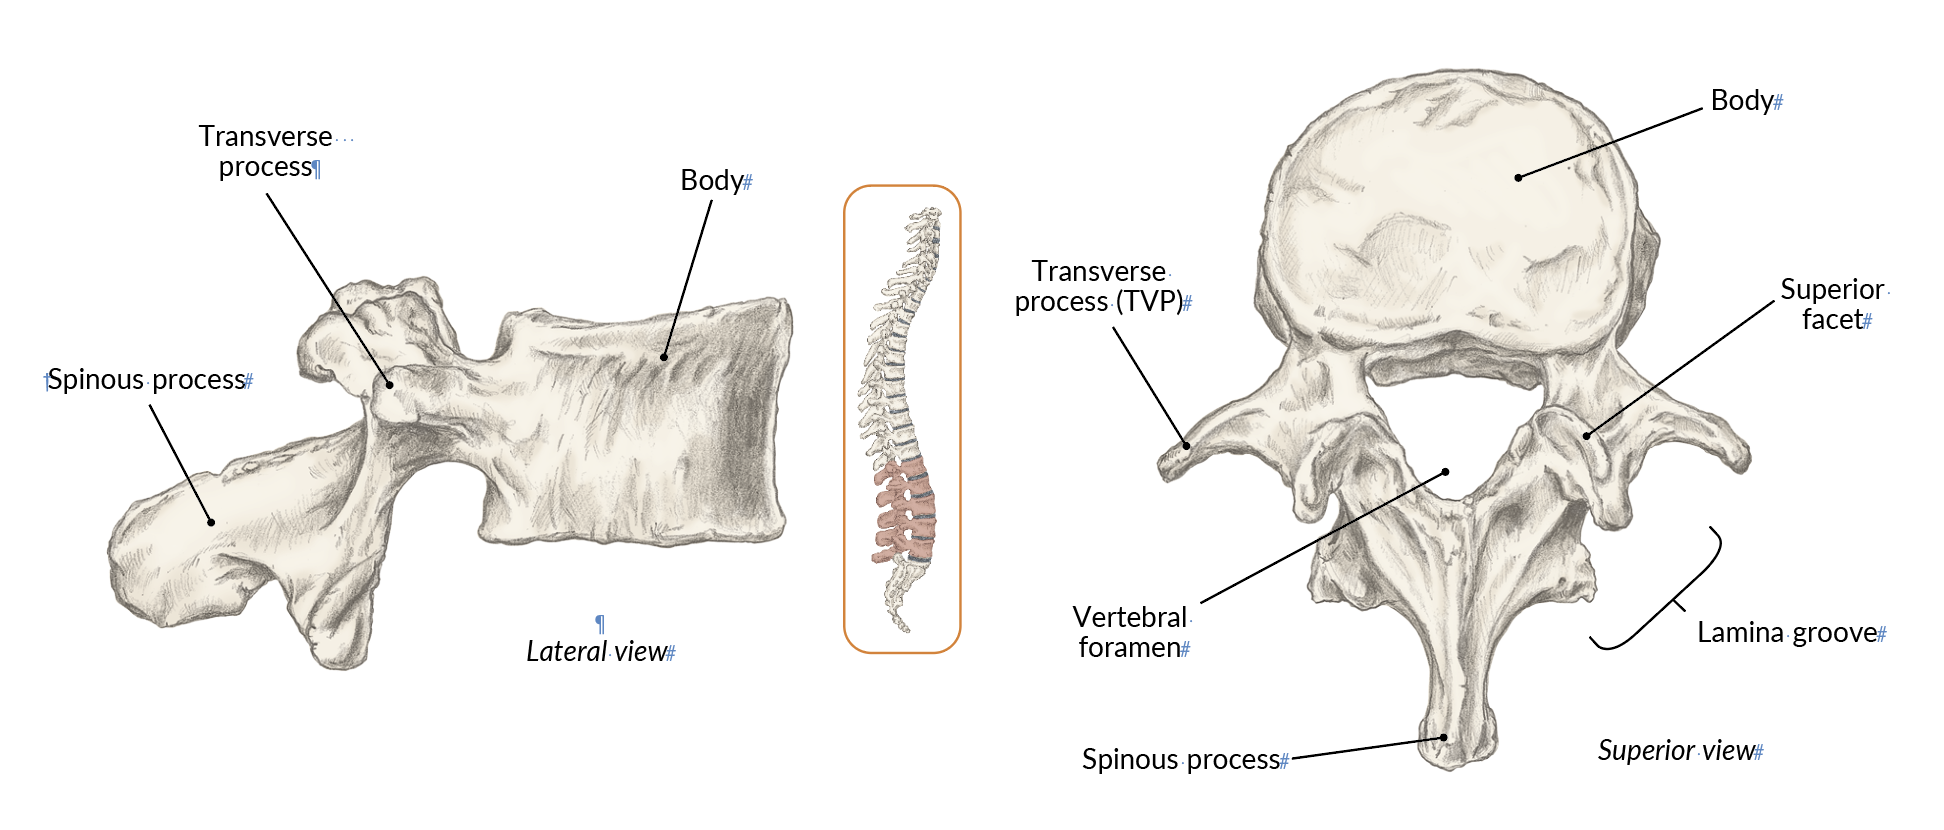 Transverse
process¶
Body#
Spinous process#
¶
Lateral view#
Body#
Transverse
process (TVP)#
Superior
facet#
Vertebral
foramen#
Lamina groove#
Spinous process#
Superior view#